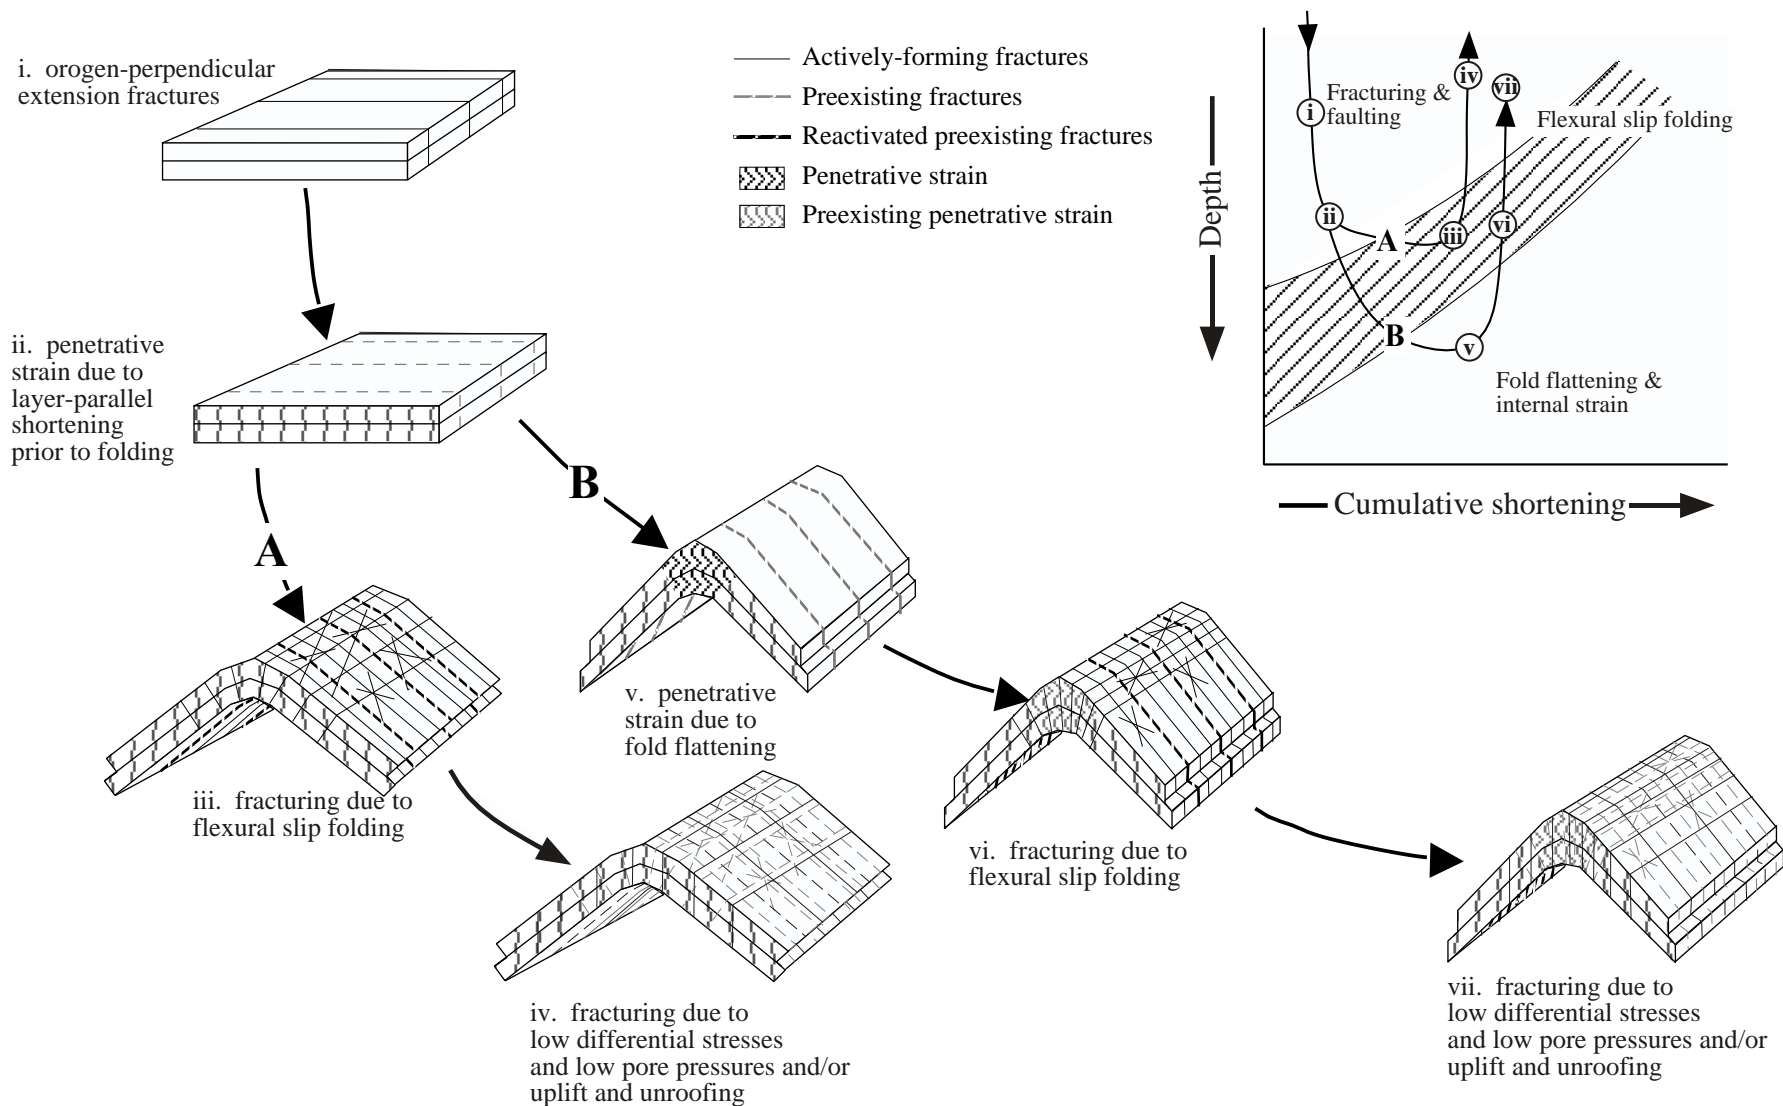 i. orogen-perpendicular
extension fractures
Actively-forming fractures
Preexisting fractures
Reactivated preexisting fractures
Penetrative strain
Preexisting penetrative strain
Depth
Fracturing &
faulting
Flexural slip folding
i
ii
A
iii
iv
vii
vi
B
v
Fold flattening &
internal strain
Cumulative shortening
ii. penetrative
strain due to
layer-parallel
shortening
prior to folding
A
B
iii. fracturing due to
flexural slip folding
v. penetrative
strain due to
fold flattening
iv. fracturing due to
low differential stresses
and low pore pressures and/or
uplift and unroofing
vi. fracturing due to
flexural slip folding
vii. fracturing due to
low differential stresses
and low pore pressures and/or
uplift and unroofing